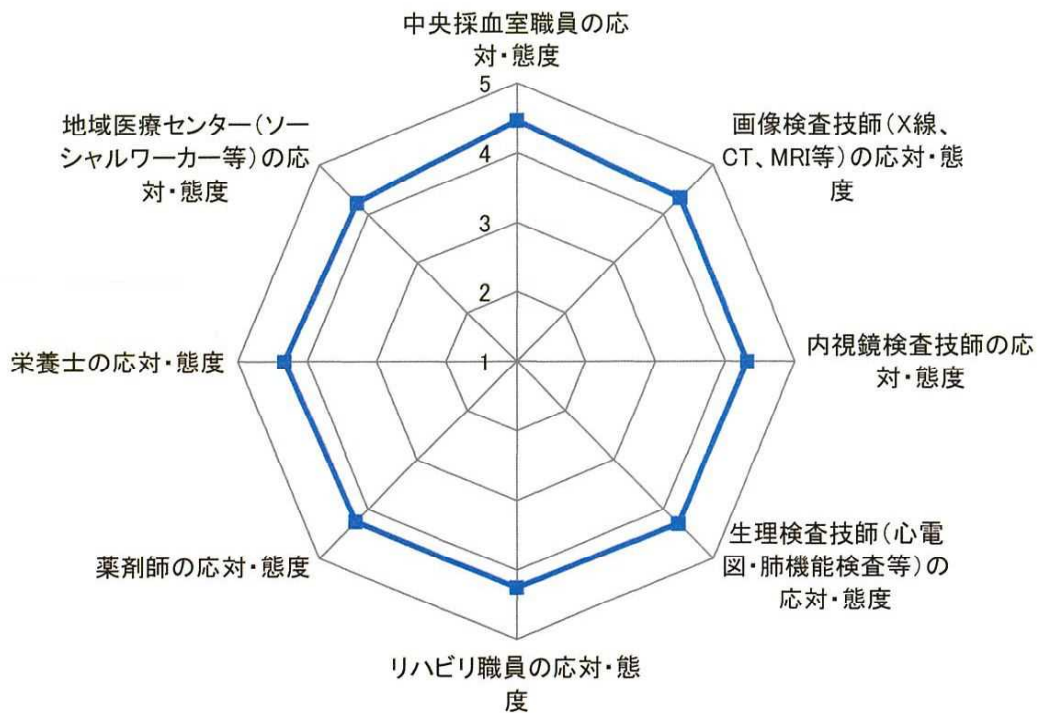 中央採血室職員の応
対・態度
5
4
3
2
1
画像検査技師(X線、
CT、MRI等)の応対・態
度
内視鏡検査技師の応
対・態度
生理検査技師(心電
図・肺機能検査等)の
応対・態度
リハビリ職員の応対・態
度
薬剤師の応対・態度
栄養士の応対・態度
地域医療センター(ソー
シャルワーカー等)の応
対・態度